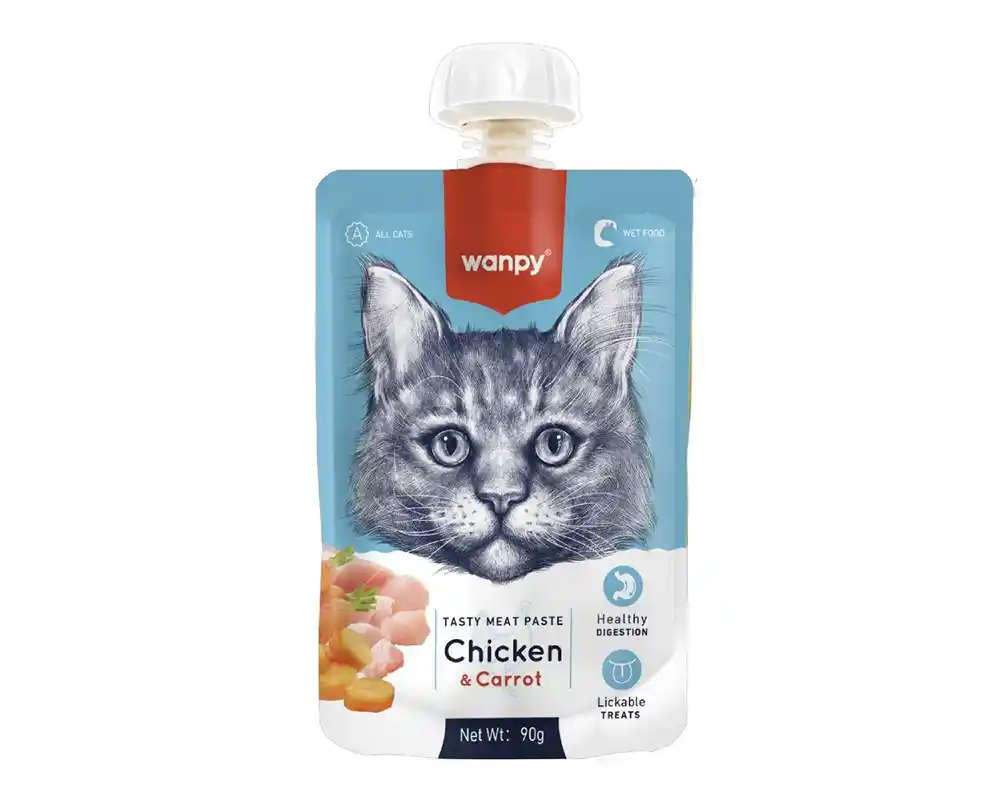 A ALL CATS
WET FOOD
wanpy®
TASTY MEAT PASTE
Chicken
& Carrot
Healthy
DIGESTION
Lickable
TREATS
Net Wt: 90g